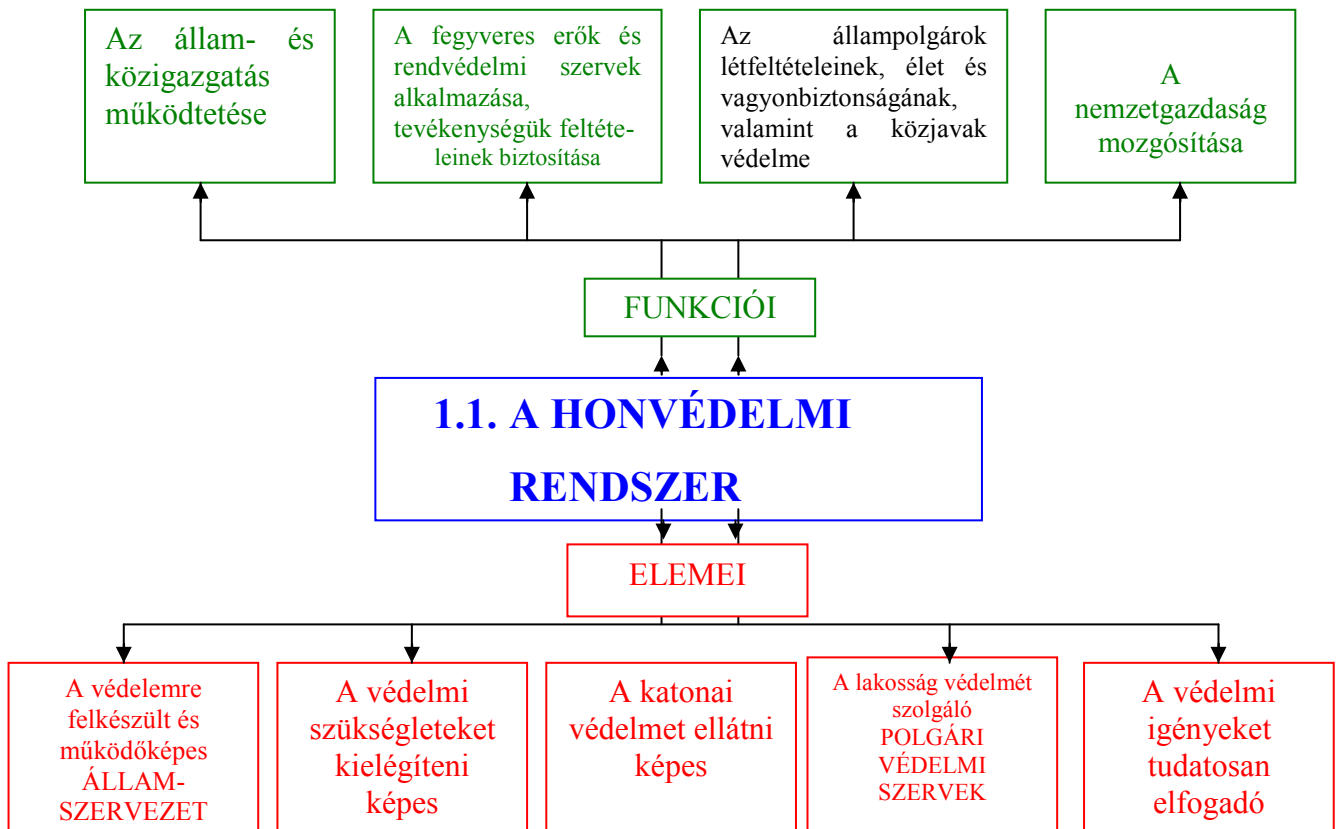 Az állam- és
közigazgatás
működtetése
A fegyveres erők és
rendvédelmi szervek
alkalmazása,
tevékenységük feltéte-
leinek biztosítása
Az állampolgárok
létfeltételeinek, élet és
vagyonbiztonságának,
valamint a közjavak
védelme
A
nemzetgazdaság
mozgósítása
FUNKCIÓI
1.1. A HONVÉDELMI
RENDSZER
ELEMEI
A védelemre
felkészült és
működőképes
ÁLLAM-
SZERVEZET
A védelmi
szükségleteket
kielégíteni
képes
A katonai
védelmet ellátni
képes
A lakosság védelmét
szolgáló
POLGÁRI
VÉDELMI
SZERVEK
A védelmi
igényeket
tudatosan
elfogadó